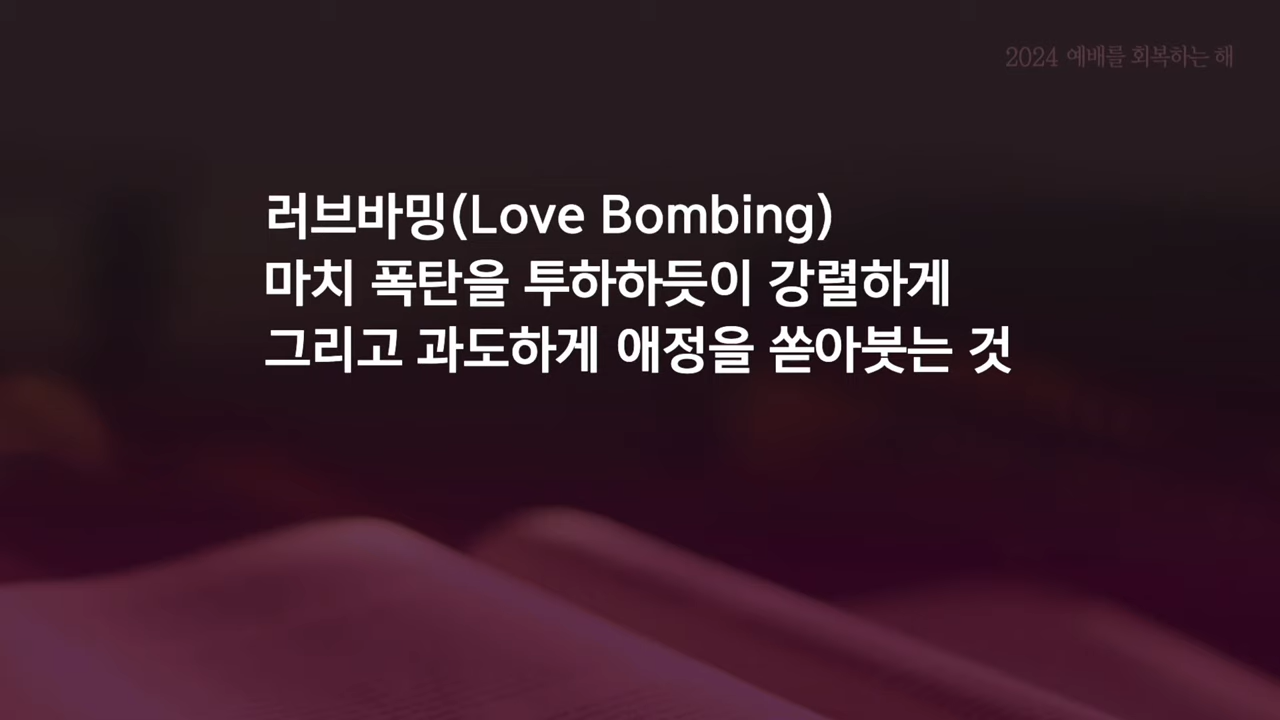 2024 예배를 회복하는 해
러브바밍(Love Bombing)
마치 폭탄을 투하하듯이 강렬하게
그리고 과도하게 애정을 쏟아붓는 것